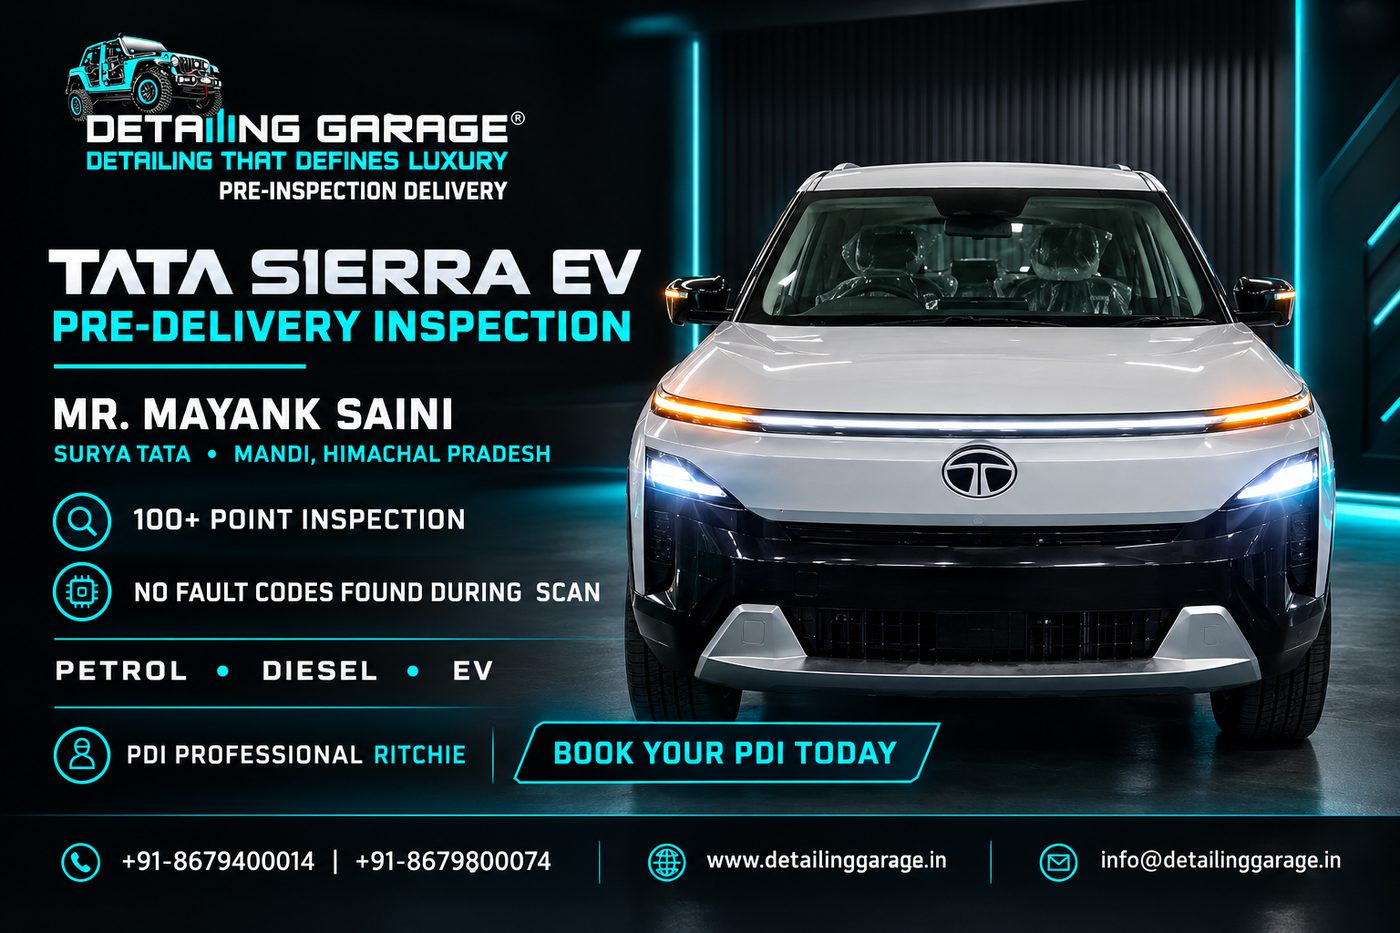 DETAILING GARAGE®
DETAILING THAT DEFINES LUXURY
PRE-INSPECTION DELIVERY
TATA SIERRA EV
PRE-DELIVERY INSPECTION
MR. MAYANK SAINI
SURYA TATA • MANDI, HIMACHAL PRADESH
100+ POINT INSPECTION
NO FAULT CODES FOUND DURING SCAN
PETROL • DIESEL • EV
PDI PROFESSIONAL RITCHIE
BOOK YOUR PDI TODAY
+91-8679400014 | +91-8679800074
www.detailinggarage.in
info@detailinggarage.in